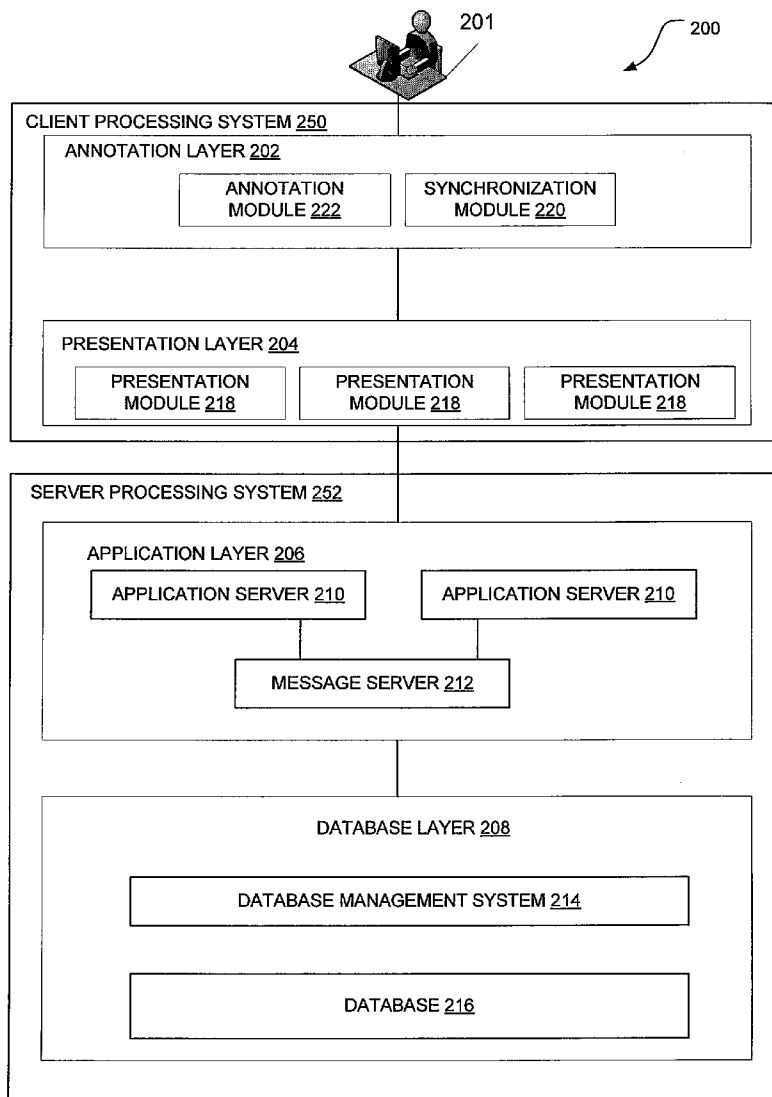 201
200
CLIENT PROCESSING SYSTEM 250
ANNOTATION LAYER 202
ANNOTATION
MODULE 222
SYNCHRONIZATION
MODULE 220
PRESENTATION LAYER 204
PRESENTATION
MODULE 218
PRESENTATION
MODULE 218
PRESENTATION
MODULE 218
SERVER PROCESSING SYSTEM 252
APPLICATION LAYER 206
APPLICATION SERVER 210
APPLICATION SERVER 210
MESSAGE SERVER 212
DATABASE LAYER 208
DATABASE MANAGEMENT SYSTEM 214
DATABASE 216